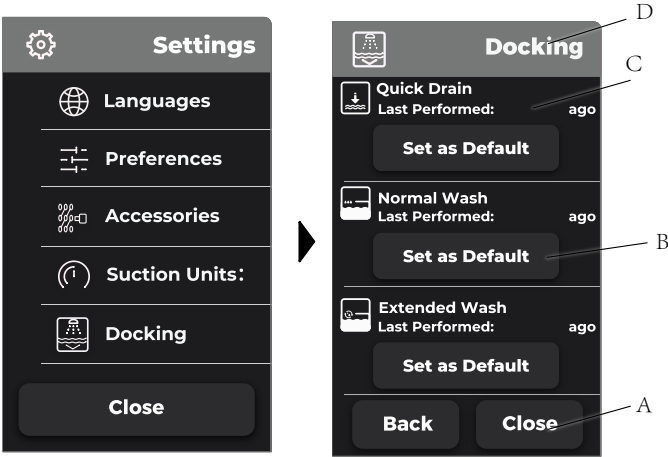 Settings
Languages
Preferences
Accessories
Suction Units:
Docking
Close
D
Docking
C
Quick Drain
Last Performed: ago
Set as Default
Normal Wash
Last Performed: ago
B
Set as Default
Extended Wash
Last Performed: ago
Set as Default
A
Back Close